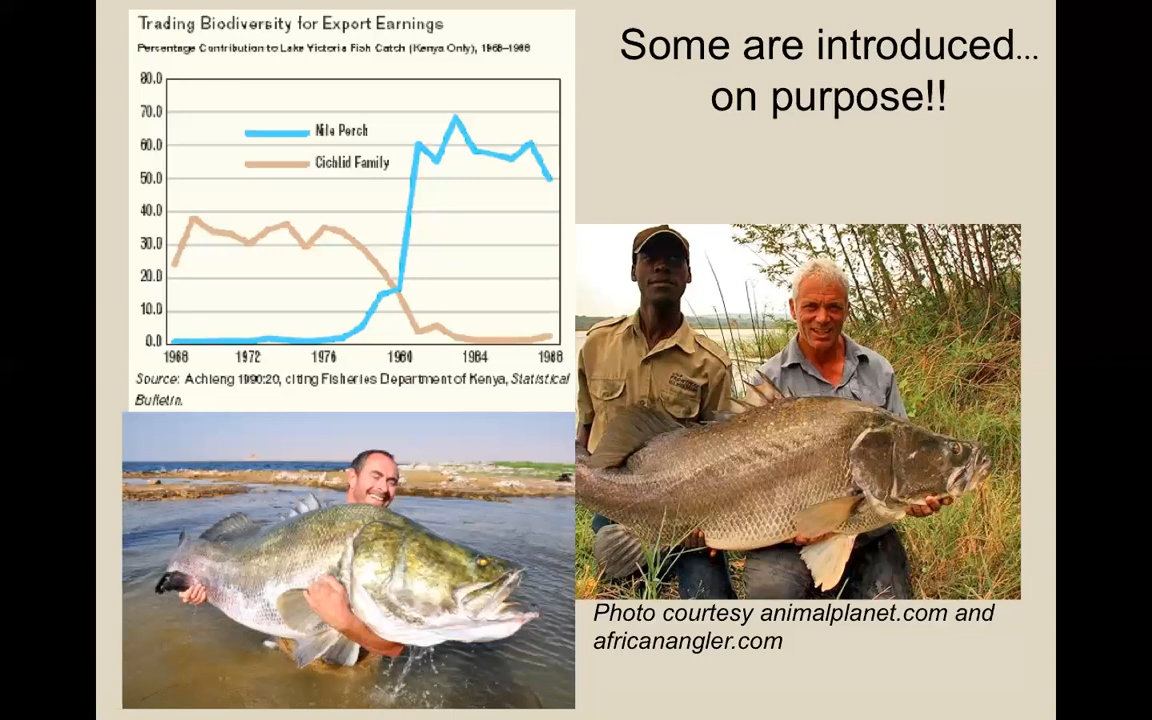 Trading Biodiversity for Export Earnings
Percentage Contribution to Lake Victoria Fish Catch (Kenya Only), 1968–1988
80.0
70.0
60.0
50.0
40.0
30.0
20.0
10.0
0.0
Nile Perch
Cichlid Family
1968 1972 1976 1980 1984 1988
Source: Achieng 1990:20, citing Fisheries Department of Kenya, Statistical
Bulletin.
Some are introduced...
on purpose!!
Photo courtesy animalplanet.com and
africanangler.com